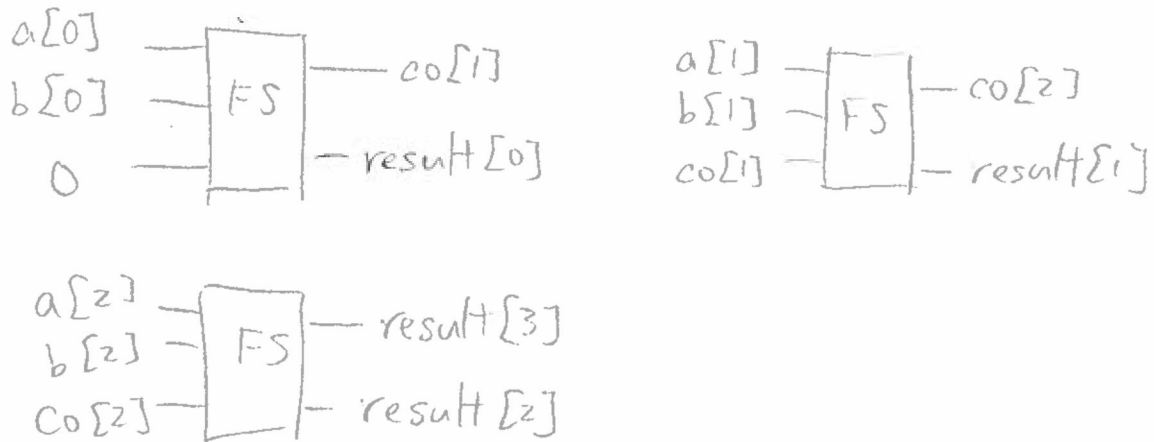 a[0]
b[0]
0
FS
co[1]
result[0]
a[1]
b[1]
co[1]
FS
co[2]
result[1]
a[2]
b[2]
co[2]
FS
result[3]
result[2]